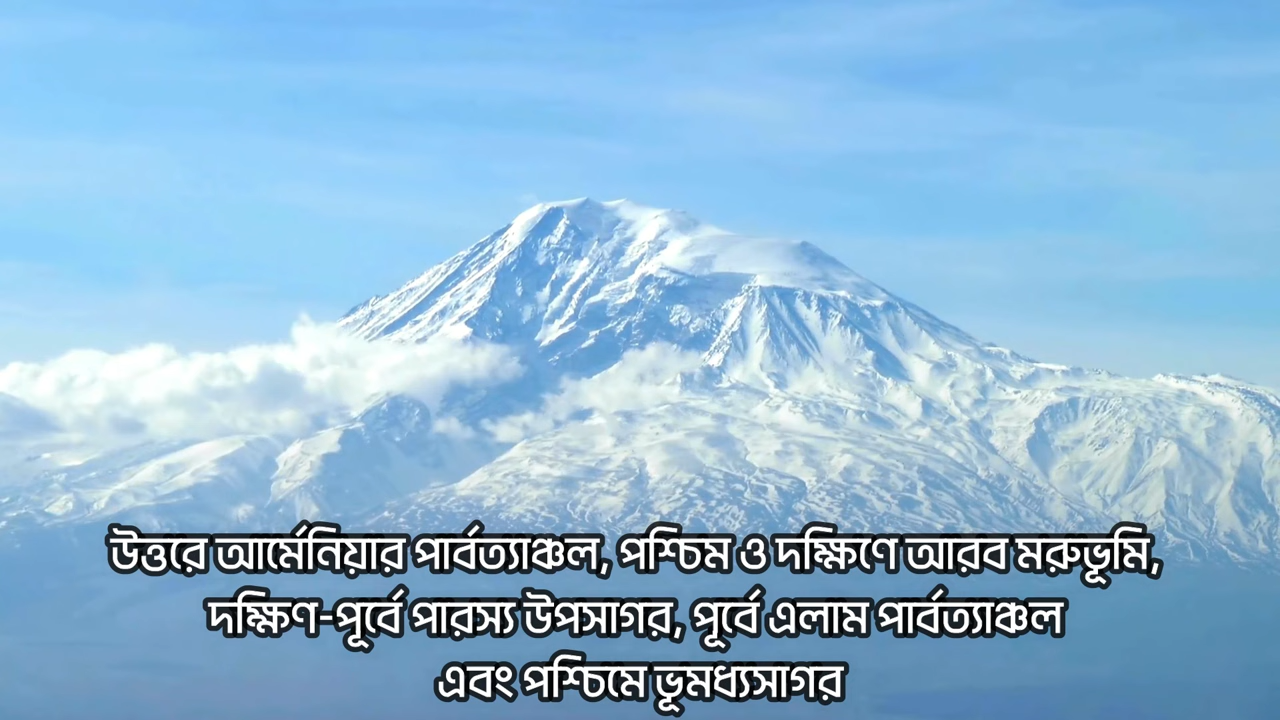 উত্তরে আর্মেনিয়ার পার্বত্যাঞ্চল, পশ্চিম ও দক্ষিণে আরব মরুভূমি,
দক্ষিণ-পূর্বে পারস্য উপসাগর, পূর্বে এলাম পার্বত্যাঞ্চল
এবং পশ্চিমে ভূমধ্যসাগর